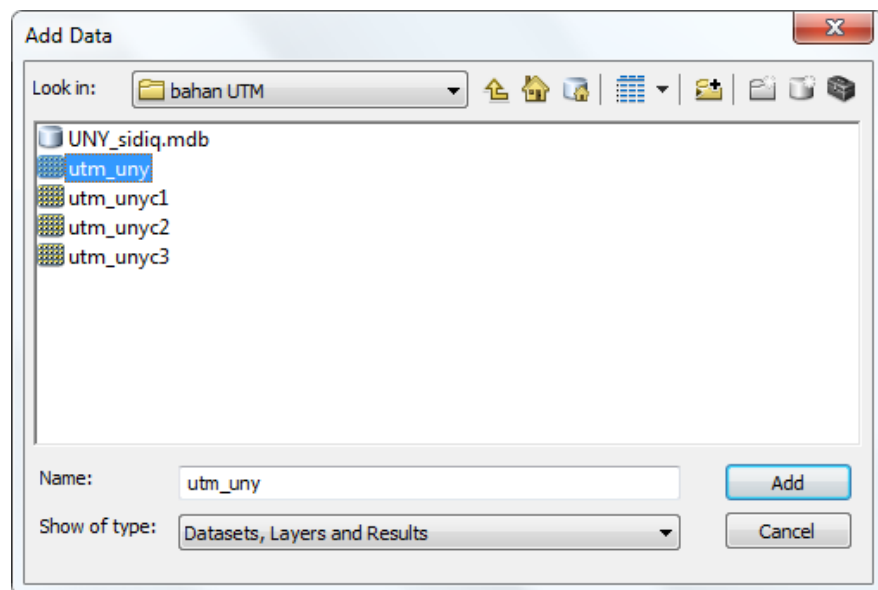 Add Data
Look in: bahan UTM
UNY_sidiq.mdb
utm_uny
utm_unyc1
utm_unyc2
utm_unyc3
Name: utm_uny Add
Show of type: Datasets, Layers and Results Cancel